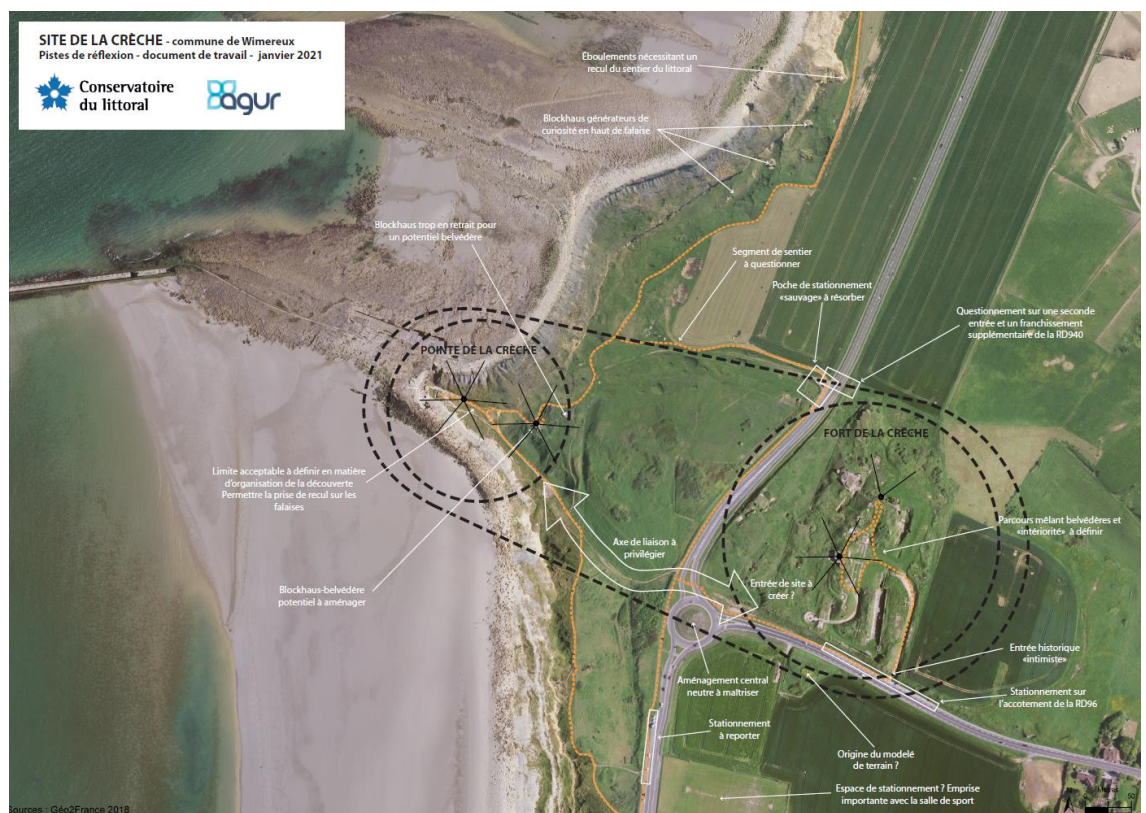 SITE DE LA CRÈCHE - commune de Wimereux
Pistes de réflexion - document de travail - janvier 2021
Conservatoire
du littoral
agur
Éboulements nécessitant un
recul du sentier du littoral
Blockhaus générateurs de
curiosité en haut de falaise
Blockhaus trop en retrait pour
un potentiel belvédère
Segment de sentier
à questionner
Poche de stationnement
«sauvage» à résorber
Questionnement sur une seconde
entrée et un franchissement
supplémentaire de la RD940
POINTE DE LA CRÈCHE
FORT DE LA CRÈCHE
Limite acceptable à définir en matière
d'organisation de la découverte
Permettre la prise de recul sur les
falaises
Parcours mêlant belvédères et
«intériorité» à définir
Axe de liaison à
privilégier
Blockhaus-belvédère
potentiel à aménager
Entrée de site à
créer ?
Entrée historique
«intimiste»
Aménagement central
neutre à maîtriser
Stationnement sur
l'accotement de la RD96
Stationnement
à reporter
Origine du modelé
de terrain ?
Espace de stationnement ? Emprise
importante avec la salle de sport
Sources : Géo2France 2018
Mètres
0 50